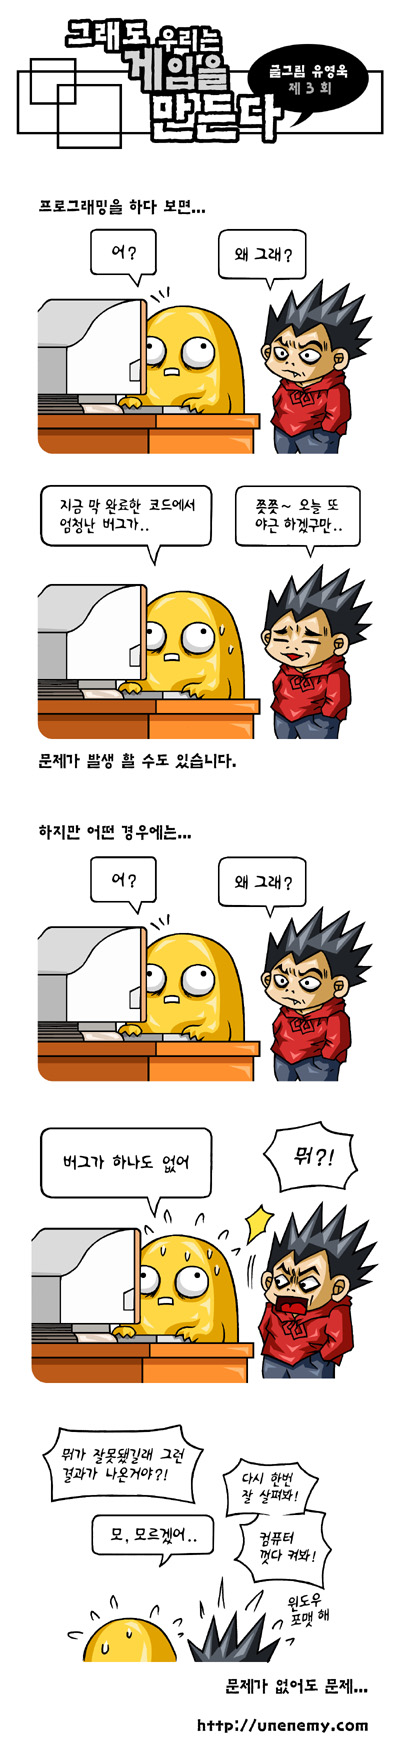 그래도 우리는
게임을
만든다
글그림 유영욱
제 3 회
프로그래밍을 하다 보면...
어?
왜 그래?
지금 막 완료한 코드에서
엄청난 버그가..
쯧쯧~ 오늘 또
야근 하겠구만..
문제가 발생 할 수도 있습니다.
하지만 어떤 경우에는...
어?
왜 그래?
버그가 하나도 없어
뭐?!
뭐가 잘못됐길래 그런
결과가 나온거야?!
다시 한번
잘 살펴봐!
모, 모르겠어..
컴퓨터
껐다 켜봐!
윈도우
포맷 해
문제가 없어도 문제...
http://unenemy.com